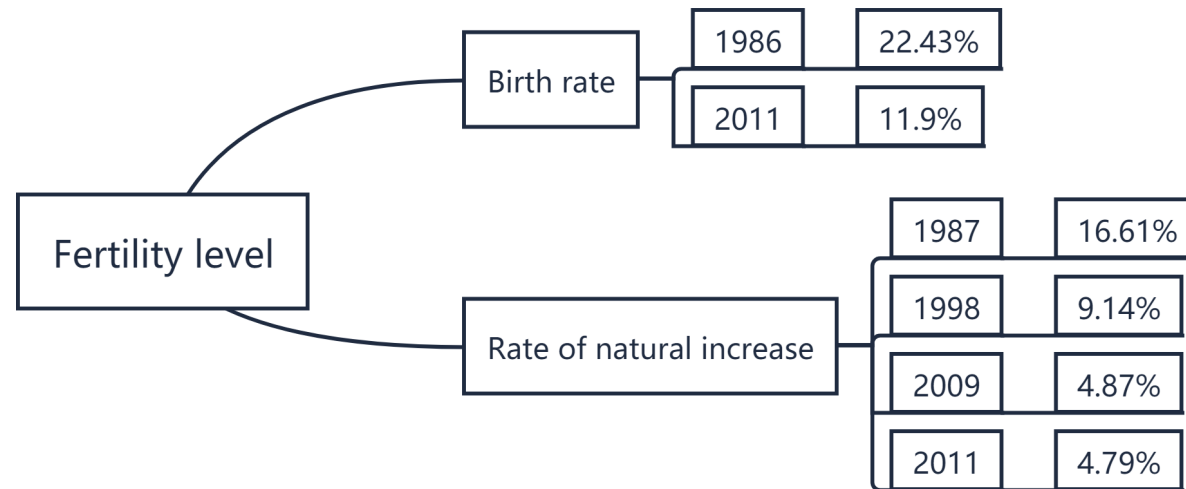 Fertility level
Birth rate
1986 22.43%
2011 11.9%
Rate of natural increase
1987 16.61%
1998 9.14%
2009 4.87%
2011 4.79%